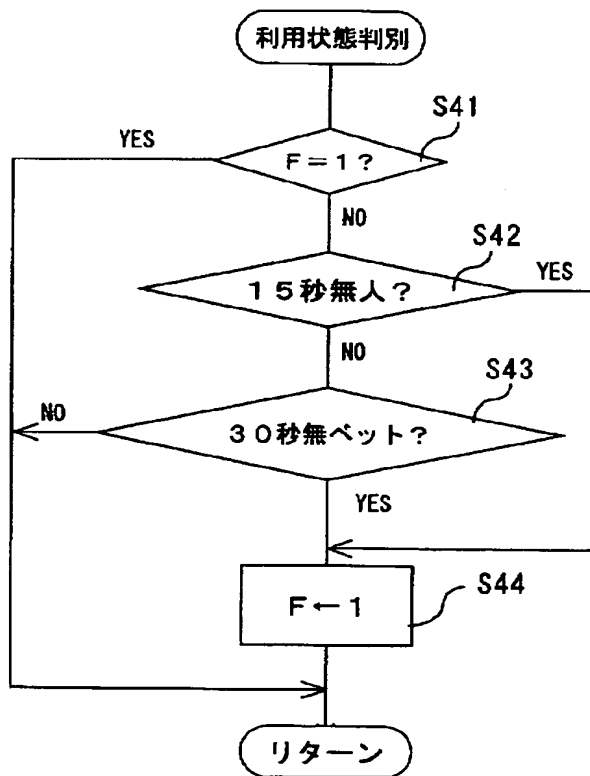 利用状態判別
S41
YES
F=1?
NO
S42
YES
15秒無人?
NO
S43
NO
30秒無ベット?
YES
S44
F←1
リターン